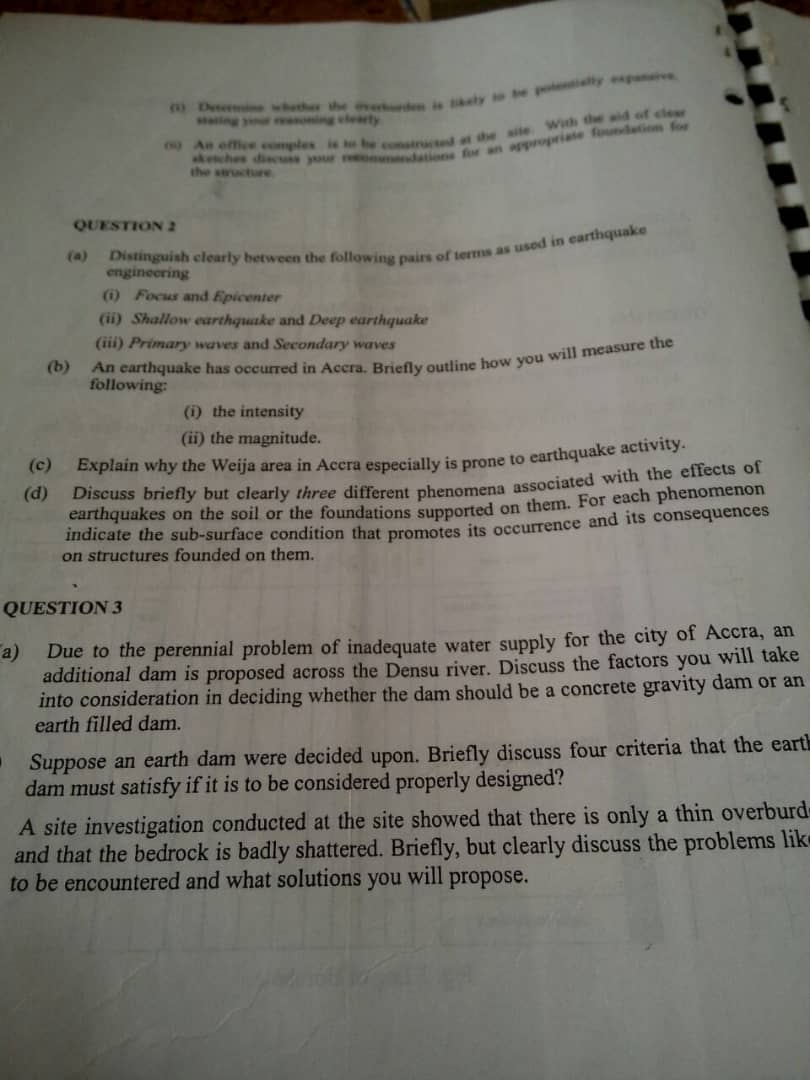 (i) Determine whether the overburden is likely to be potentially expansive,
stating your reasoning clearly
(ii) An office complex is to be constructed at the site. With the aid of clear
sketches discuss your recommendations for an appropriate foundation for
the structure.
QUESTION 2
(a) Distinguish clearly between the following pairs of terms as used in earthquake
engineering
(i) Focus and Epicenter
(ii) Shallow earthquake and Deep earthquake
(iii) Primary waves and Secondary waves
(b) An earthquake has occurred in Accra. Briefly outline how you will measure the
following:
(i) the intensity
(ii) the magnitude.
(c) Explain why the Weija area in Accra especially is prone to earthquake activity.
(d) Discuss briefly but clearly three different phenomena associated with the effects of
earthquakes on the soil or the foundations supported on them. For each phenomenon
indicate the sub-surface condition that promotes its occurrence and its consequences
on structures founded on them.
QUESTION 3
a) Due to the perennial problem of inadequate water supply for the city of Accra, an
additional dam is proposed across the Densu river. Discuss the factors you will take
into consideration in deciding whether the dam should be a concrete gravity dam or an
earth filled dam.
) Suppose an earth dam were decided upon. Briefly discuss four criteria that the earth
dam must satisfy if it is to be considered properly designed?
A site investigation conducted at the site showed that there is only a thin overburd
and that the bedrock is badly shattered. Briefly, but clearly discuss the problems like
to be encountered and what solutions you will propose.